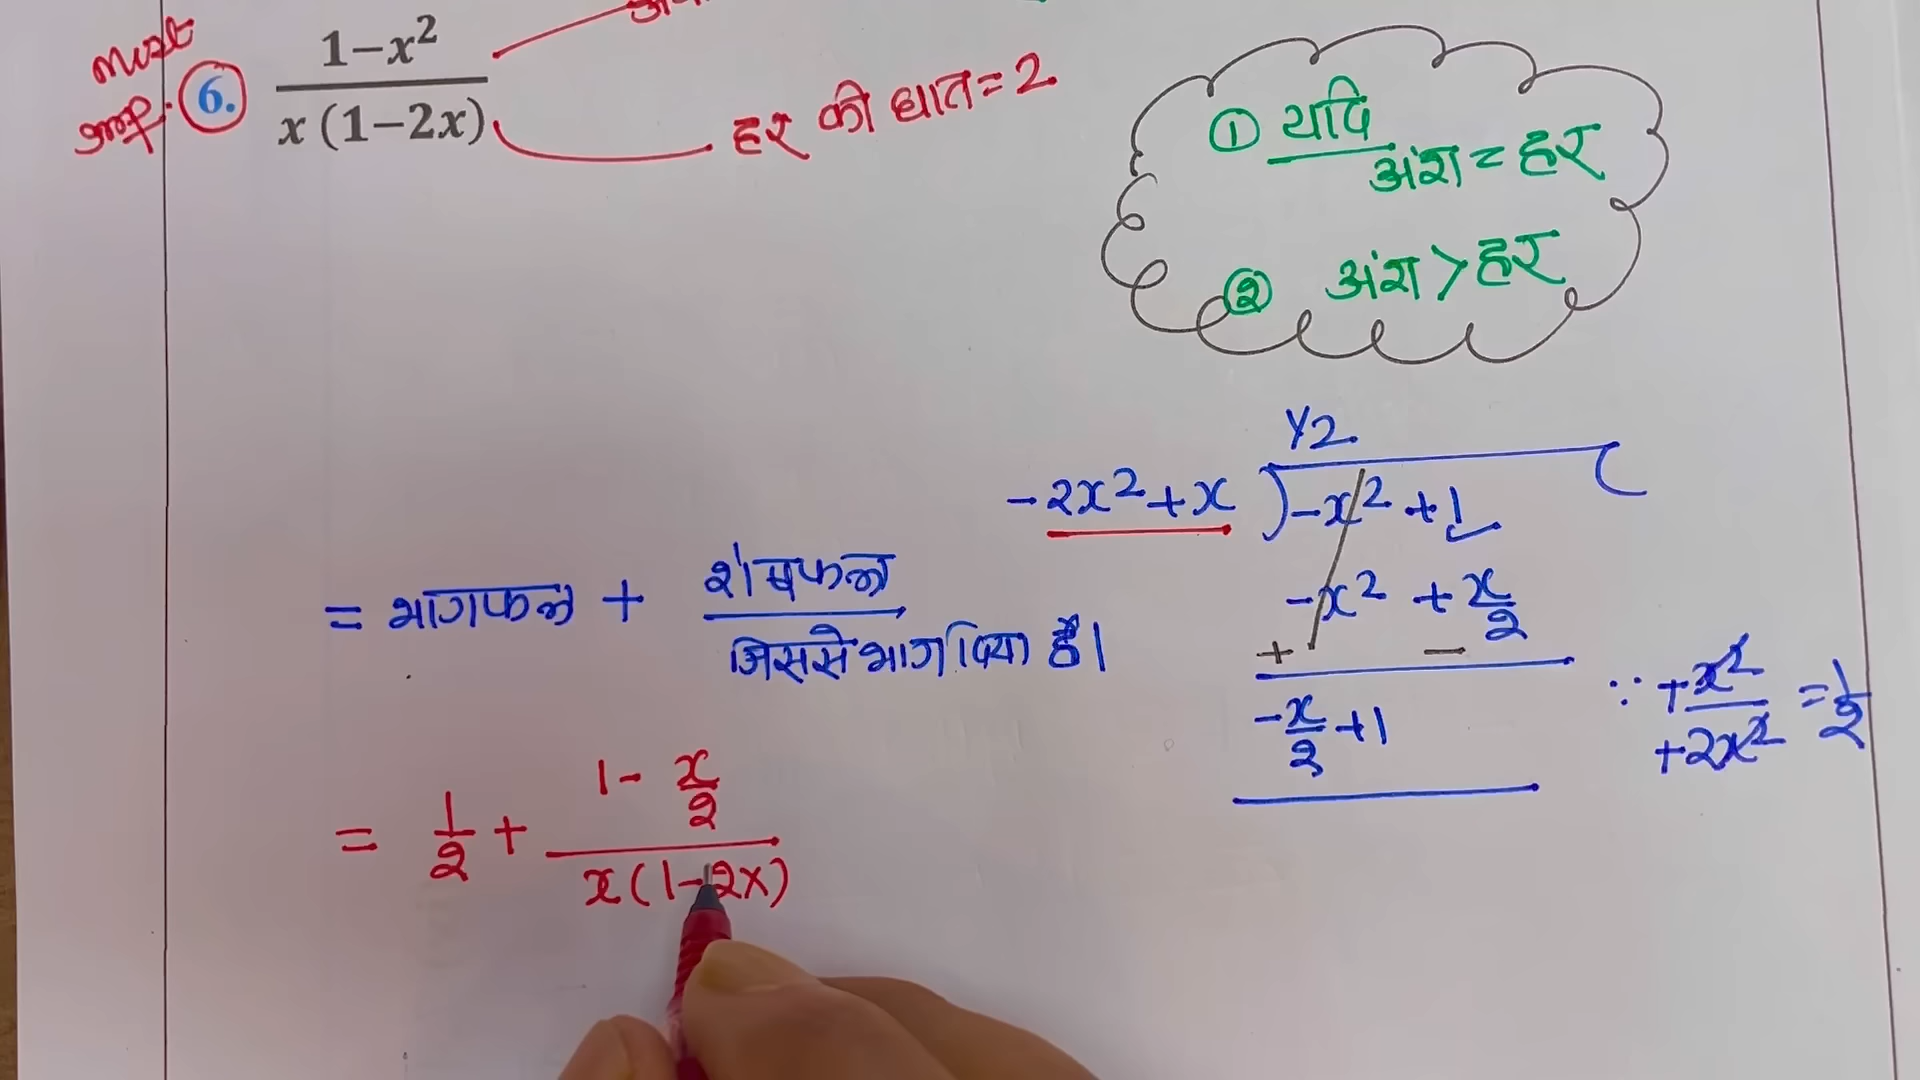 Most
Imp. 6. 1-x²/x(1-2x)
हर की घात = 2
① यदि
अंश = हर
② अंश > हर
1/2
-2x²+x ) -x² + 1 (
-x² + x/2
+ -
-x/2 + 1
∵ +x²/+2x² = 1/2
= भागफल + शेषफल/जिससे भाग दिया है।
= 1/2 + (1 - x/2)/x(1-2x)